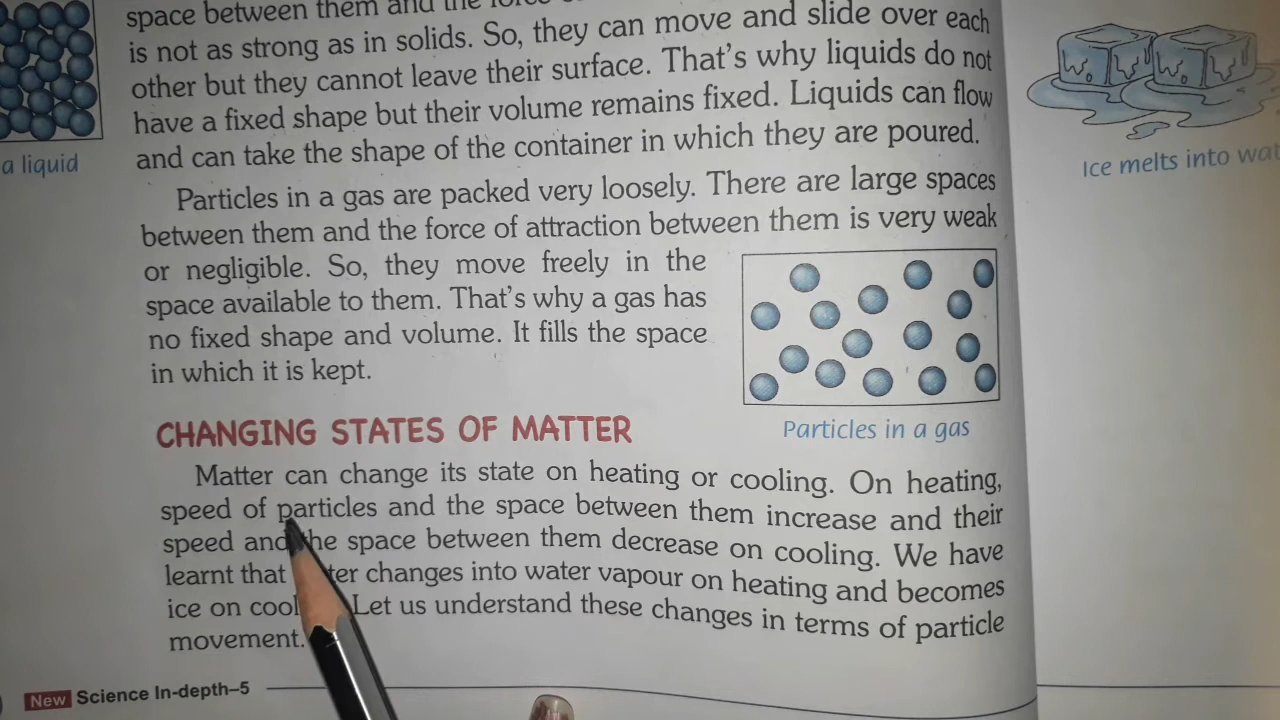 space between them and the force
is not as strong as in solids. So, they can move and slide over each
other but they cannot leave their surface. That's why liquids do not
have a fixed shape but their volume remains fixed. Liquids can flow
and can take the shape of the container in which they are poured.
a liquid
Ice melts into
Particles in a gas are packed very loosely. There are large spaces
between them and the force of attraction between them is very weak
or negligible. So, they move freely in the
space available to them. That's why a gas has
no fixed shape and volume. It fills the space
in which it is kept.
Particles in a gas
CHANGING STATES OF MATTER
Matter can change its state on heating or cooling. On heating,
speed of particles and the space between them increase and their
speed and the space between them decrease on cooling. We have
learnt that changes into water vapour on heating and becomes
ice on Let us understand these changes in terms of particle
movement.
New Science In-depth–5